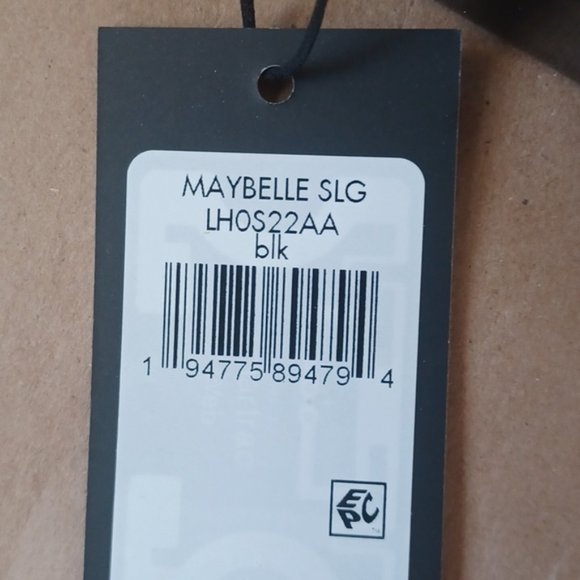 MAYBELLE SLG
LH0S22AA
blk
1 94775 89479 4
EPC